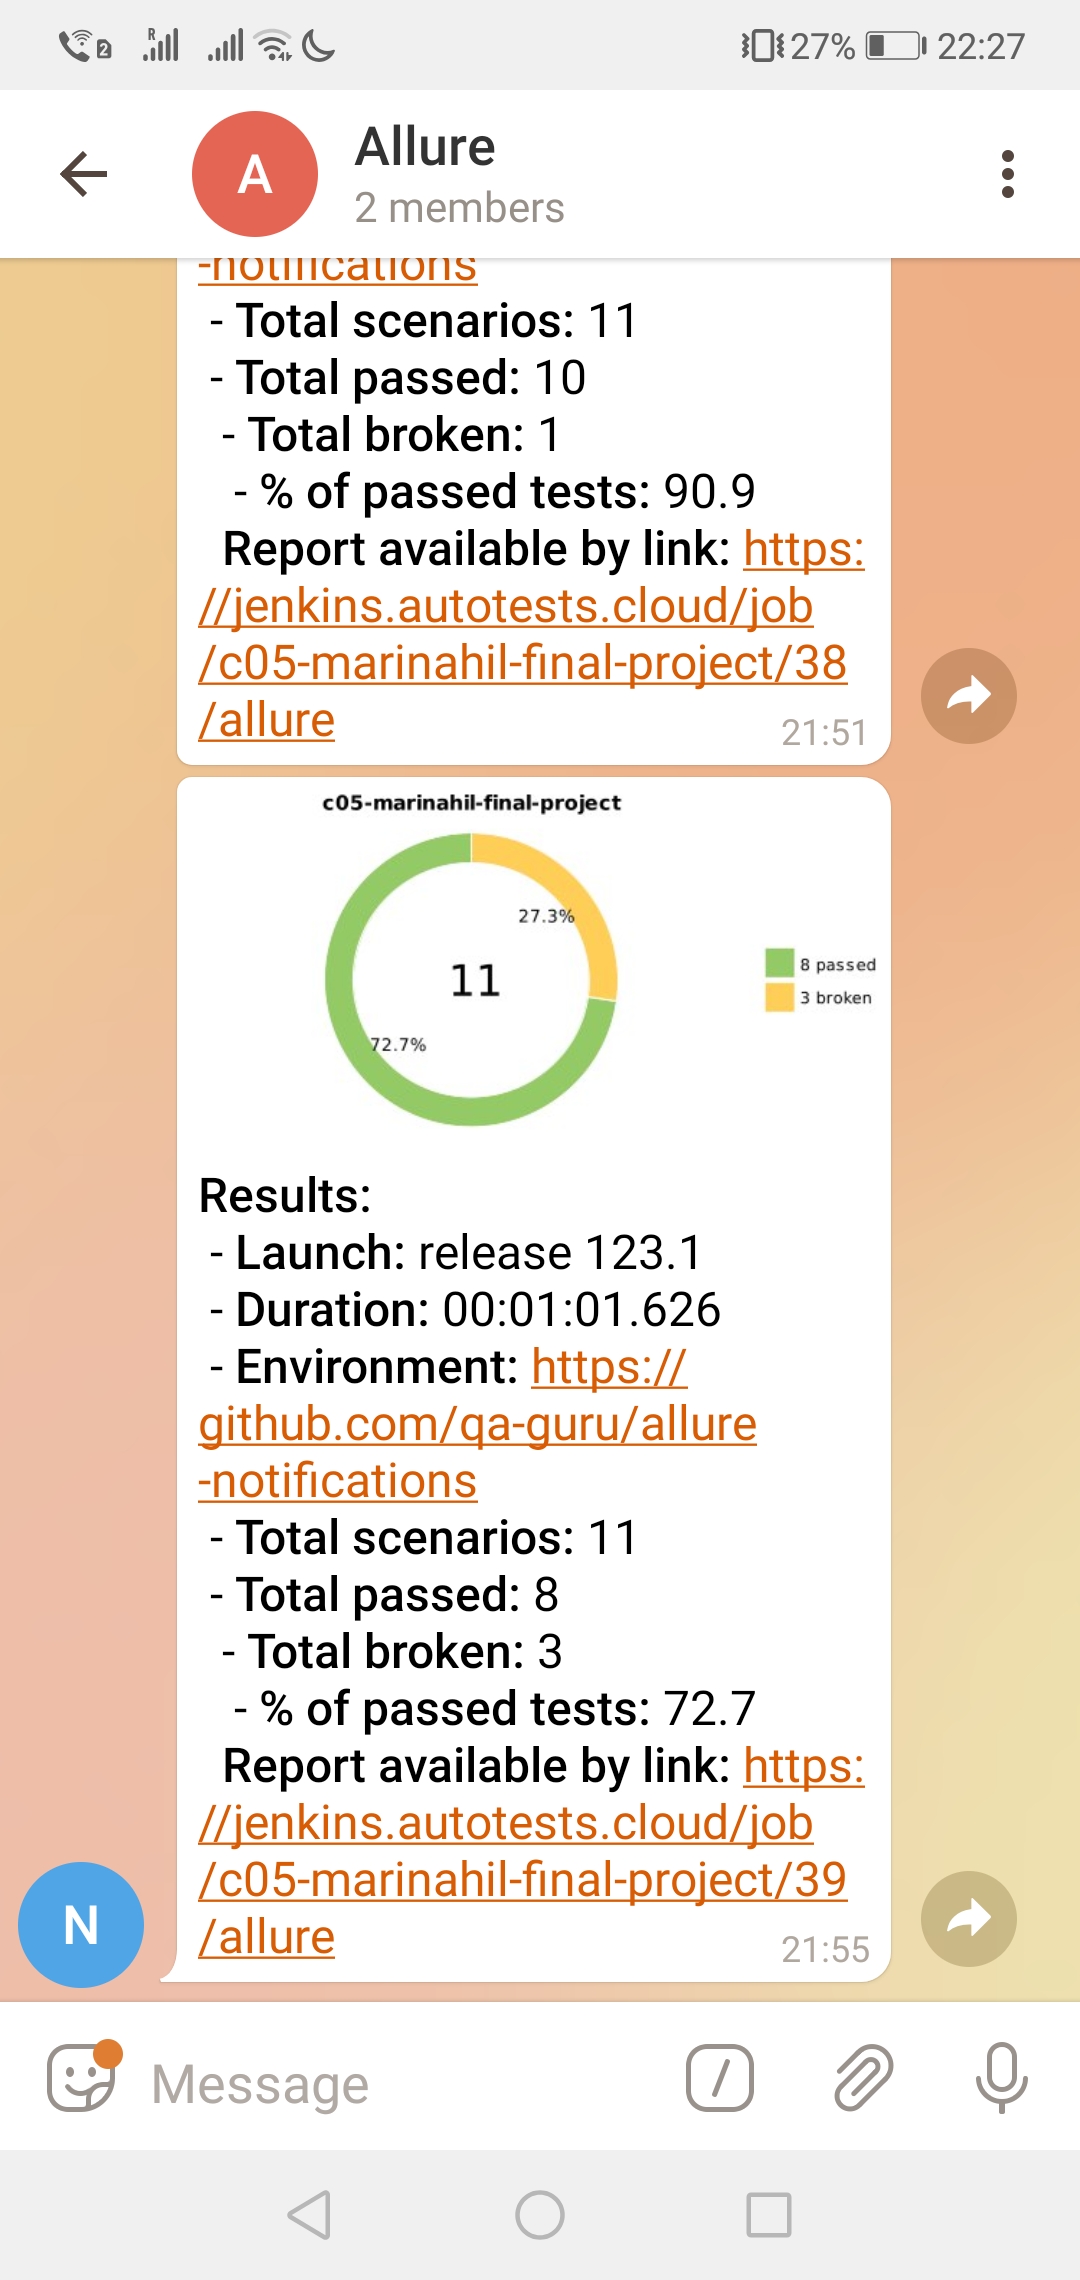 R
2
27%
22:27
A
Allure
2 members
-notifications
- Total scenarios: 11
- Total passed: 10
- Total broken: 1
- % of passed tests: 90.9
Report available by link: https:
//jenkins.autotests.cloud/job
/c05-marinahil-final-project/38
/allure
21:51
c05-marinahil-final-project
27.3%
11
72.7%
8 passed
3 broken
Results:
- Launch: release 123.1
- Duration: 00:01:01.626
- Environment: https://
github.com/qa-guru/allure
-notifications
- Total scenarios: 11
- Total passed: 8
- Total broken: 3
- % of passed tests: 72.7
Report available by link: https:
//jenkins.autotests.cloud/job
/c05-marinahil-final-project/39
/allure
21:55
N
Message
/